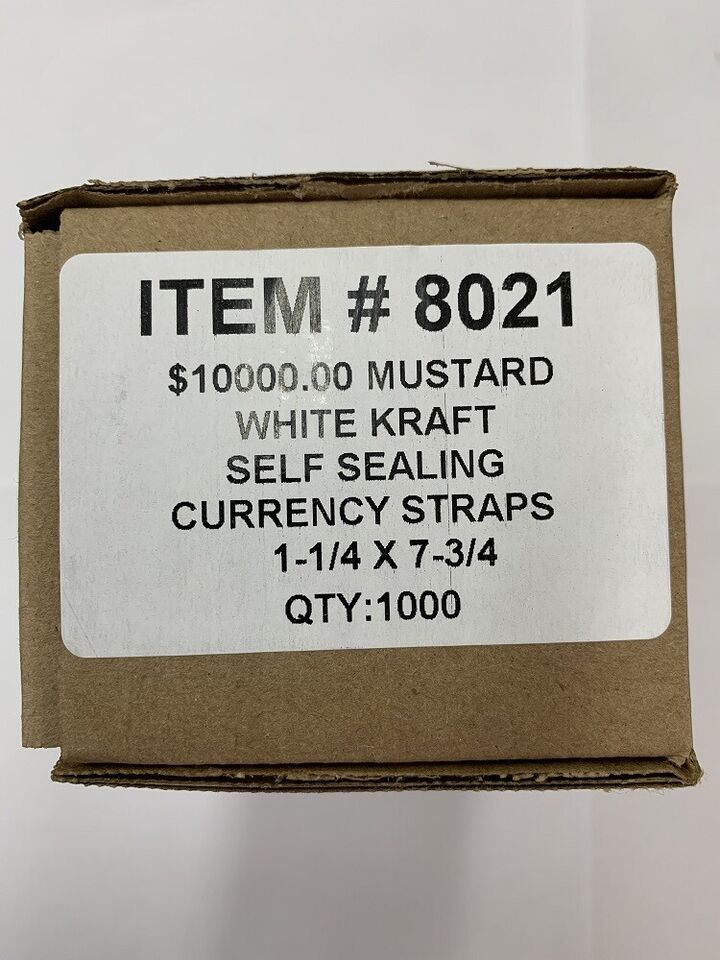 ITEM # 8021
$10000.00 MUSTARD
WHITE KRAFT
SELF SEALING
CURRENCY STRAPS
1-1/4 X 7-3/4
QTY:1000